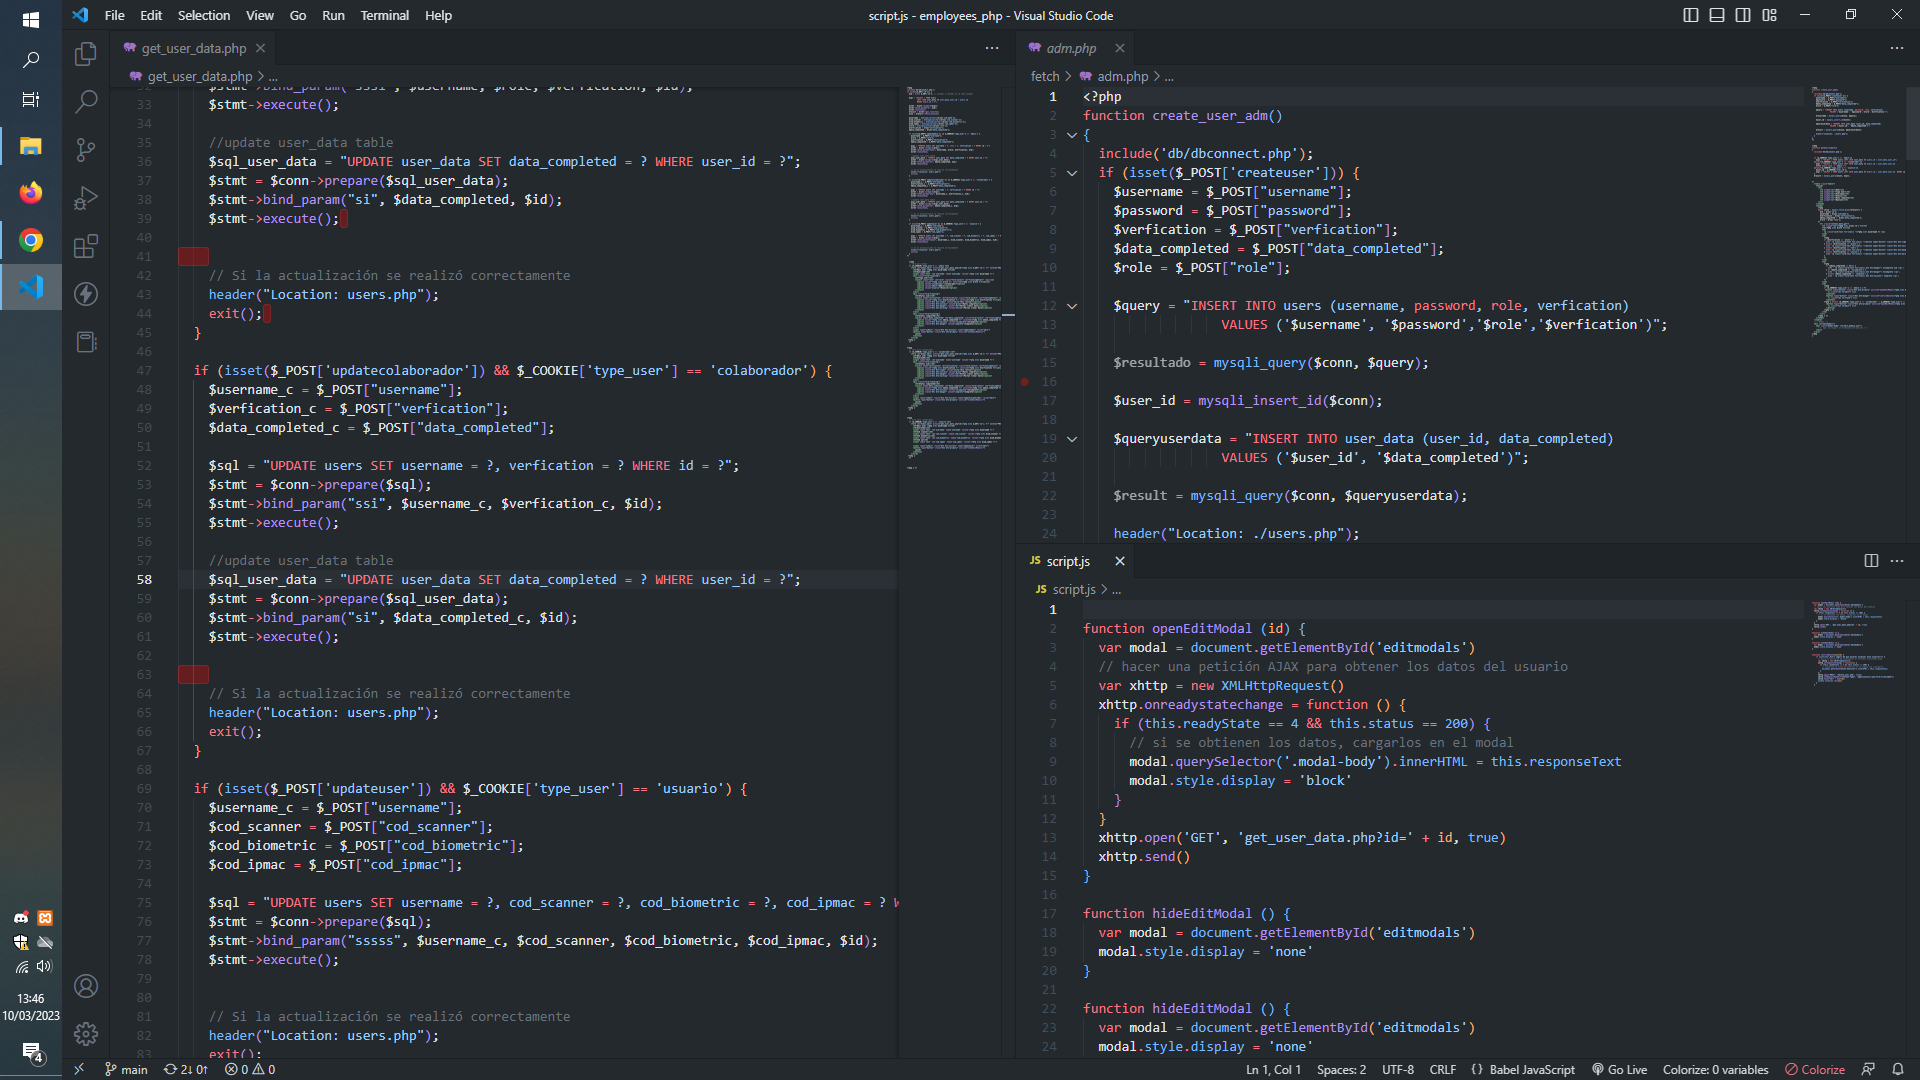 File Edit Selection View Go Run Terminal Help
script.js - employees_php - Visual Studio Code
get_user_data.php
get_user_data.php > ...
33 $stmt->execute();
34
35 //update user_data table
36 $sql_user_data = "UPDATE user_data SET data_completed = ? WHERE user_id = ?";
37 $stmt = $conn->prepare($sql_user_data);
38 $stmt->bind_param("si", $data_completed, $id);
39 $stmt->execute();
40
41
42 // Si la actualización se realizó correctamente
43 header("Location: users.php");
44 exit();
45 }
46
47 if (isset($_POST['updatecolaborador']) && $_COOKIE['type_user'] == 'colaborador') {
48 $username_c = $_POST["username"];
49 $verfication_c = $_POST["verfication"];
50 $data_completed_c = $_POST["data_completed"];
51
52 $sql = "UPDATE users SET username = ?, verfication = ? WHERE id = ?";
53 $stmt = $conn->prepare($sql);
54 $stmt->bind_param("ssi", $username_c, $verfication_c, $id);
55 $stmt->execute();
56
57 //update user_data table
58 $sql_user_data = "UPDATE user_data SET data_completed = ? WHERE user_id = ?";
59 $stmt = $conn->prepare($sql_user_data);
60 $stmt->bind_param("si", $data_completed_c, $id);
61 $stmt->execute();
62
63
64 // Si la actualización se realizó correctamente
65 header("Location: users.php");
66 exit();
67 }
68
69 if (isset($_POST['updateuser']) && $_COOKIE['type_user'] == 'usuario') {
70 $username_c = $_POST["username"];
71 $cod_scanner = $_POST["cod_scanner"];
72 $cod_biometric = $_POST["cod_biometric"];
73 $cod_ipmac = $_POST["cod_ipmac"];
74
75 $sql = "UPDATE users SET username = ?, cod_scanner = ?, cod_biometric = ?, cod_ipmac = ?
76 $stmt = $conn->prepare($sql);
77 $stmt->bind_param("sssss", $username_c, $cod_scanner, $cod_biometric, $cod_ipmac, $id);
78 $stmt->execute();
79
80
81 // Si la actualización se realizó correctamente
82 header("Location: users.php");
83 exit();
adm.php
fetch > adm.php > ...
1 <?php
2 function create_user_adm()
3 {
4 include('db/dbconnect.php');
5 if (isset($_POST['createuser'])) {
6 $username = $_POST["username"];
7 $password = $_POST["password"];
8 $verfication = $_POST["verfication"];
9 $data_completed = $_POST["data_completed"];
10 $role = $_POST["role"];
11
12 $query = "INSERT INTO users (username, password, role, verfication)
13 VALUES ('$username', '$password','$role','$verfication')";
14
15 $resultado = mysqli_query($conn, $query);
16
17 $user_id = mysqli_insert_id($conn);
18
19 $queryuserdata = "INSERT INTO user_data (user_id, data_completed)
20 VALUES ('$user_id', '$data_completed')";
21
22 $result = mysqli_query($conn, $queryuserdata);
23
24 header("Location: ./users.php");
JS script.js
JS script.js > ...
1
2 function openEditModal (id) {
3 var modal = document.getElementById('editmodals')
4 // hacer una petición AJAX para obtener los datos del usuario
5 var xhttp = new XMLHttpRequest()
6 xhttp.onreadystatechange = function () {
7 if (this.readyState == 4 && this.status == 200) {
8 // si se obtienen los datos, cargarlos en el modal
9 modal.querySelector('.modal-body').innerHTML = this.responseText
10 modal.style.display = 'block'
11 }
12 }
13 xhttp.open('GET', 'get_user_data.php?id=' + id, true)
14 xhttp.send()
15 }
16
17 function hideEditModal () {
18 var modal = document.getElementById('editmodals')
19 modal.style.display = 'none'
20 }
21
22 function hideEditModal () {
23 var modal = document.getElementById('editmodals')
24 modal.style.display = 'none'
13:46
10/03/2023
4
main 2↓ 0↑ 0 0
Ln 1, Col 1 Spaces: 2 UTF-8 CRLF {} Babel JavaScript Go Live Colorize: 0 variables Colorize